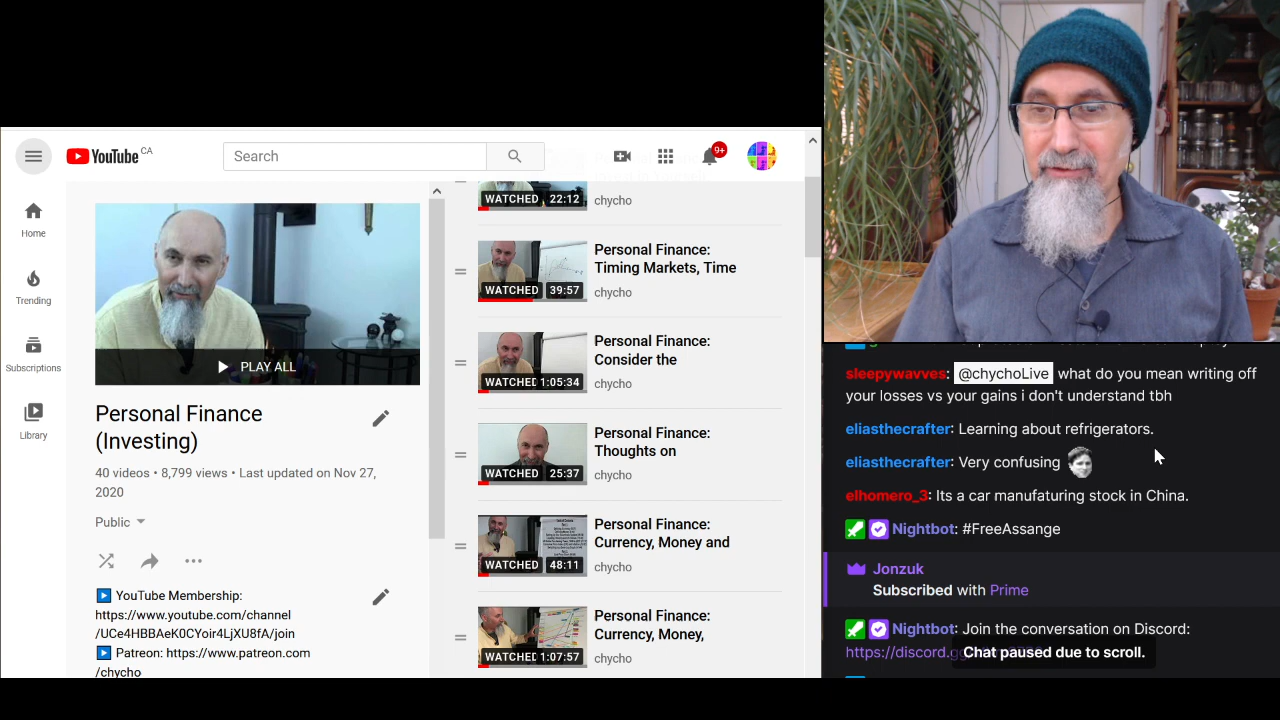 YouTube CA
Search
9+
Home
Trending
Subscriptions
Library
PLAY ALL
Personal Finance
(Investing)
40 videos • 8,799 views • Last updated on Nov 27,
2020
Public
▶ YouTube Membership:
https://www.youtube.com/channel
/UCe4HBBAeK0CYoir4LjXU8fA/join
▶ Patreon: https://www.patreon.com
/chycho
WATCHED 22:12
chycho
WATCHED 39:57
Personal Finance:
Timing Markets, Time
chycho
WATCHED 1:05:34
Personal Finance:
Consider the
chycho
WATCHED 25:37
Personal Finance:
Thoughts on
chycho
WATCHED 48:11
Personal Finance:
Currency, Money and
chycho
WATCHED 1:07:57
Personal Finance:
Currency, Money,
chycho
sleepywavves: @chychoLive what do you mean writing off
your losses vs your gains i don't understand tbh
eliasthecrafter: Learning about refrigerators.
eliasthecrafter: Very confusing
elhomero_3: Its a car manufaturing stock in China.
Nightbot: #FreeAssange
Jonzuk
Subscribed with Prime
Nightbot: Join the conversation on Discord:
https://discord.g
Chat paused due to scroll.